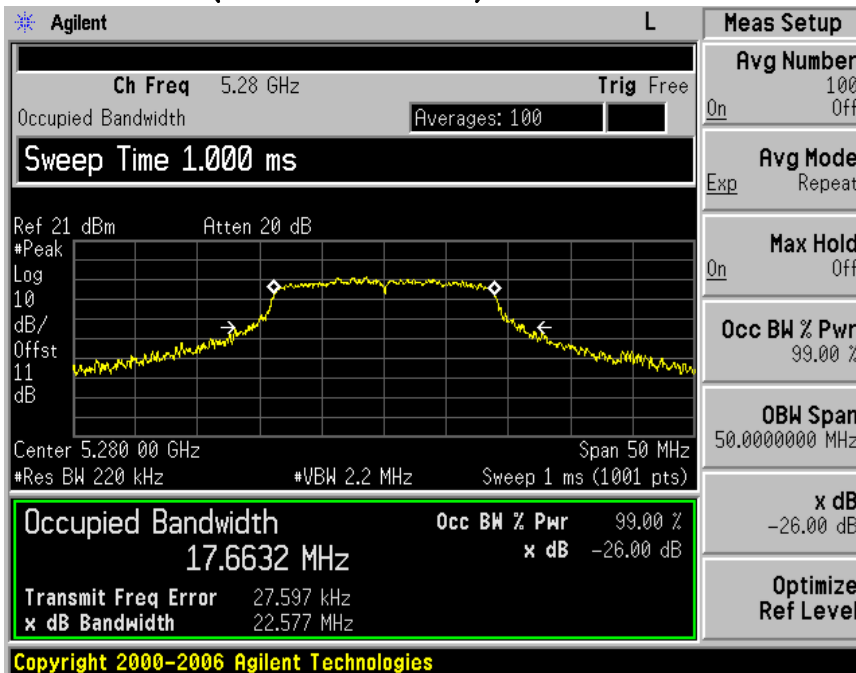 Agilent L Meas Setup
Ch Freq 5.28 GHz Trig Free
Occupied Bandwidth Averages: 100
Sweep Time 1.000 ms
Ref 21 dBm Atten 20 dB
#Peak
Log
10
dB/
Offst
11
dB
Center 5.280 00 GHz Span 50 MHz
#Res BW 220 kHz #VBW 2.2 MHz Sweep 1 ms (1001 pts)
Occupied Bandwidth Occ BW % Pwr 99.00 %
17.6632 MHz x dB -26.00 dB
Transmit Freq Error 27.597 kHz
x dB Bandwidth 22.577 MHz
Copyright 2000-2006 Agilent Technologies
Avg Number
100
On Off
Avg Mode
Exp Repeat
Max Hold
On Off
Occ BW % Pwr
99.00 %
OBW Span
50.0000000 MHz
x dB
-26.00 dB
Optimize
Ref Level